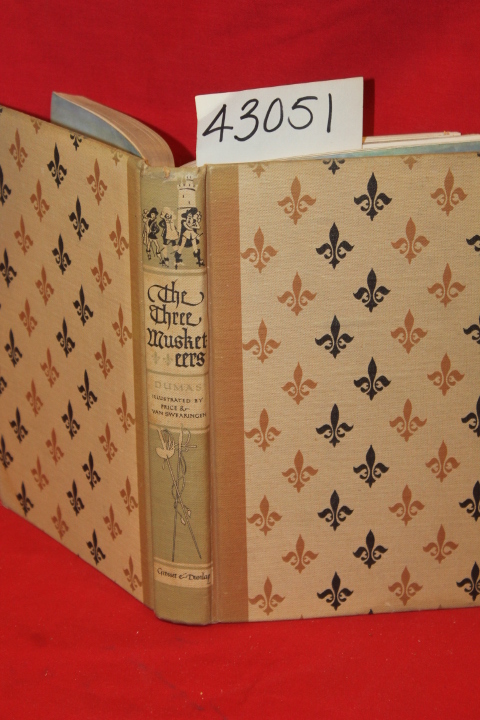 43051
The
Three
Musket
eers
DUMAS
ILLUSTRATED BY
PRICE &
VAN SWEARINGEN
Grosset & Dunlap